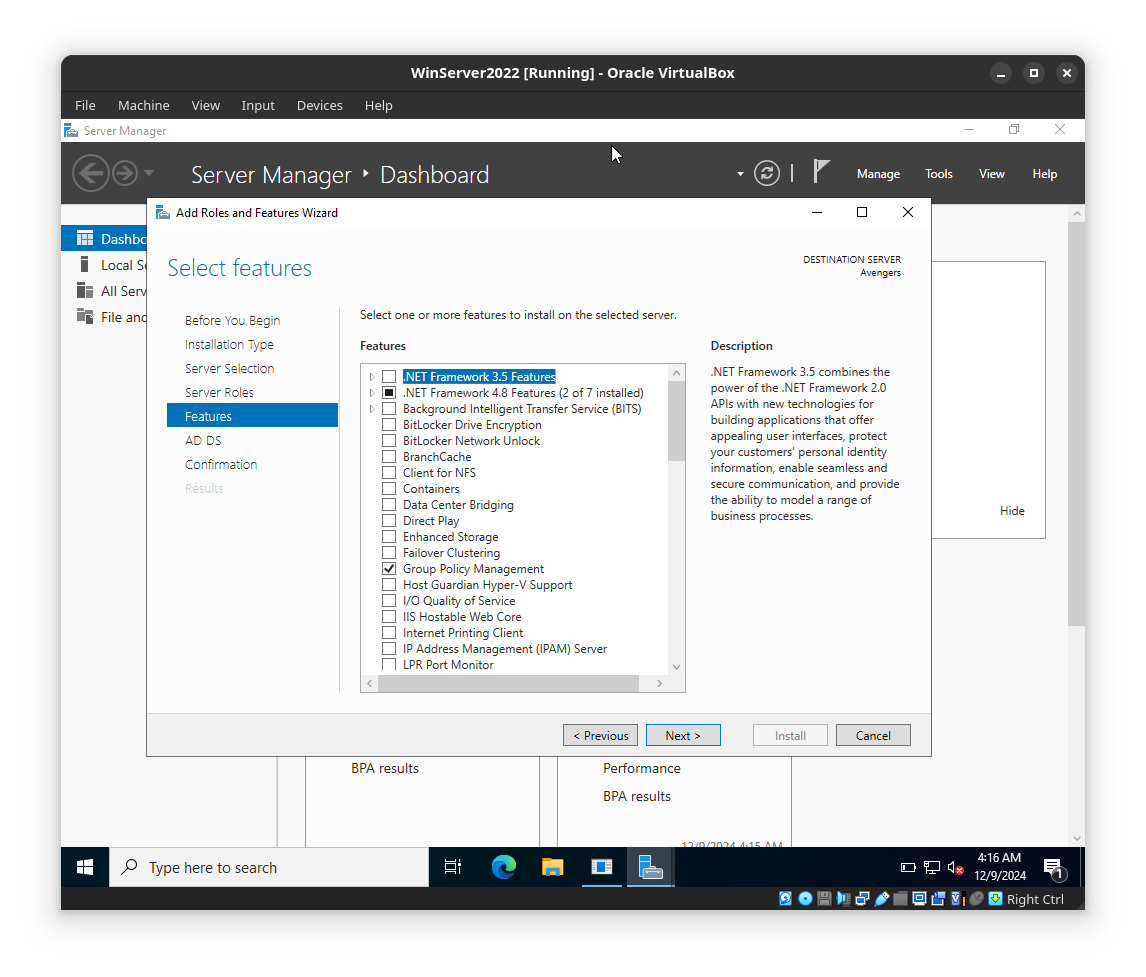 WinServer2022 [Running] - Oracle VirtualBox
File Machine View Input Devices Help
Server Manager
Server Manager Dashboard
Manage Tools View Help
Add Roles and Features Wizard
Dashbo
Local Se
All Serv
File and
Select features
DESTINATION SERVER
Avengers
Before You Begin
Installation Type
Server Selection
Server Roles
Features
AD DS
Confirmation
Results
Select one or more features to install on the selected server.
Features
.NET Framework 3.5 Features
.NET Framework 4.8 Features (2 of 7 installed)
Background Intelligent Transfer Service (BITS)
BitLocker Drive Encryption
BitLocker Network Unlock
BranchCache
Client for NFS
Containers
Data Center Bridging
Direct Play
Enhanced Storage
Failover Clustering
Group Policy Management
Host Guardian Hyper-V Support
I/O Quality of Service
IIS Hostable Web Core
Internet Printing Client
IP Address Management (IPAM) Server
LPR Port Monitor
Description
.NET Framework 3.5 combines the
power of the .NET Framework 2.0
APIs with new technologies for
building applications that offer
appealing user interfaces, protect
your customers' personal identity
information, enable seamless and
secure communication, and provide
the ability to model a range of
business processes.
Hide
< Previous Next > Install Cancel
BPA results
Performance
BPA results
12/9/2024 4:15 AM
Type here to search
4:16 AM
12/9/2024
1
Right Ctrl